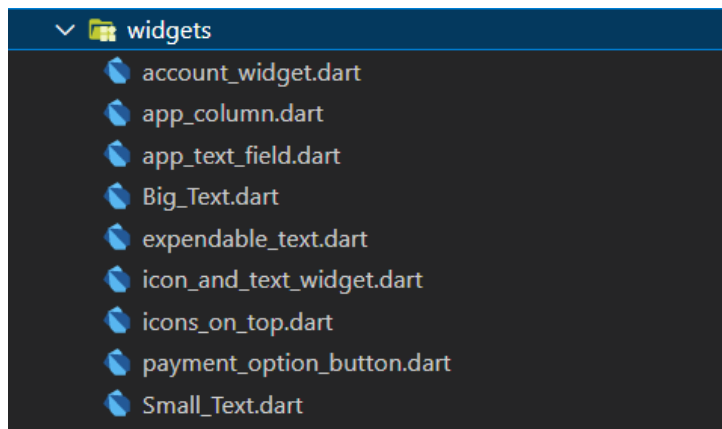 widgets
account_widget.dart
app_column.dart
app_text_field.dart
Big_Text.dart
expendable_text.dart
icon_and_text_widget.dart
icons_on_top.dart
payment_option_button.dart
Small_Text.dart